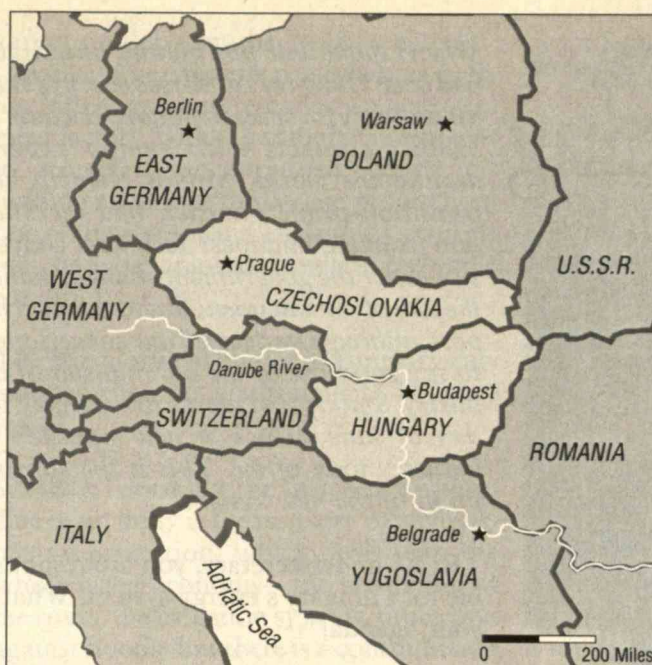 Berlin
EAST
GERMANY
Warsaw
POLAND
U.S.S.R.
Prague
WEST
GERMANY
CZECHOSLOVAKIA
Danube River
Budapest
SWITZERLAND
HUNGARY
ROMANIA
ITALY
Adriatic Sea
Belgrade
YUGOSLAVIA
0 200 Miles